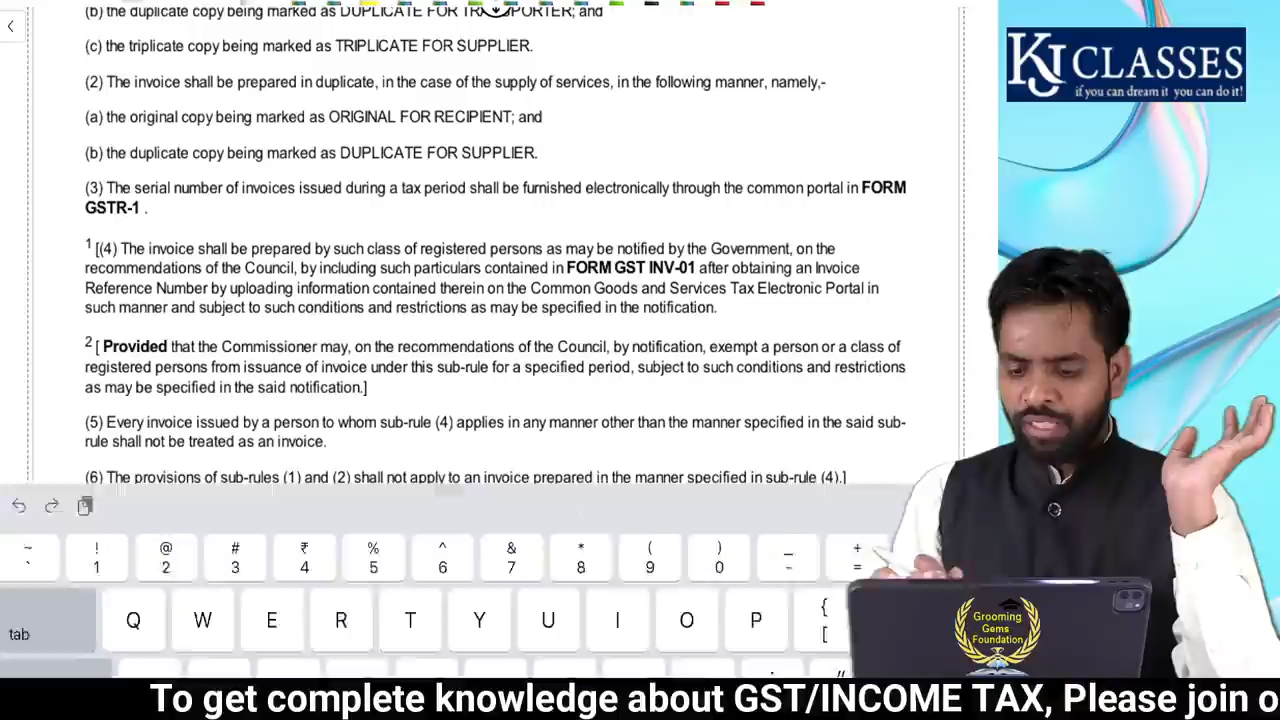 (b) the duplicate copy being marked as DUPLICATE FOR PORTER; and
(c) the triplicate copy being marked as TRIPLICATE FOR SUPPLIER.
(2) The invoice shall be prepared in duplicate, in the case of the supply of services, in the following manner, namely,-
(a) the original copy being marked as ORIGINAL FOR RECIPIENT; and
(b) the duplicate copy being marked as DUPLICATE FOR SUPPLIER.
(3) The serial number of invoices issued during a tax period shall be furnished electronically through the common portal in FORM
GSTR-1 .
1 [(4) The invoice shall be prepared by such class of registered persons as may be notified by the Government, on the
recommendations of the Council, by including such particulars contained in FORM GST INV-01 after obtaining an Invoice
Reference Number by uploading information contained therein on the Common Goods and Services Tax Electronic Portal in
such manner and subject to such conditions and restrictions as may be specified in the notification.
2 [ Provided that the Commissioner may, on the recommendations of the Council, by notification, exempt a person or a class of
registered persons from issuance of invoice under this sub-rule for a specified period, subject to such conditions and restrictions
as may be specified in the said notification.]
(5) Every invoice issued by a person to whom sub-rule (4) applies in any manner other than the manner specified in the said sub-
rule shall not be treated as an invoice.
(6) The provisions of sub-rules (1) and (2) shall not apply to an invoice prepared in the manner specified in sub-rule (4).]
KJ CLASSES
if you can dream it you can do it!
~ ! @ # ₹ % ^ & * ( ) _ +
` 1 2 3 4 5 6 7 8 9 0 - =
tab Q W E R T Y U I O P { [
: "
Grooming
Gems
Foundation
To get complete knowledge about GST/INCOME TAX, Please join o